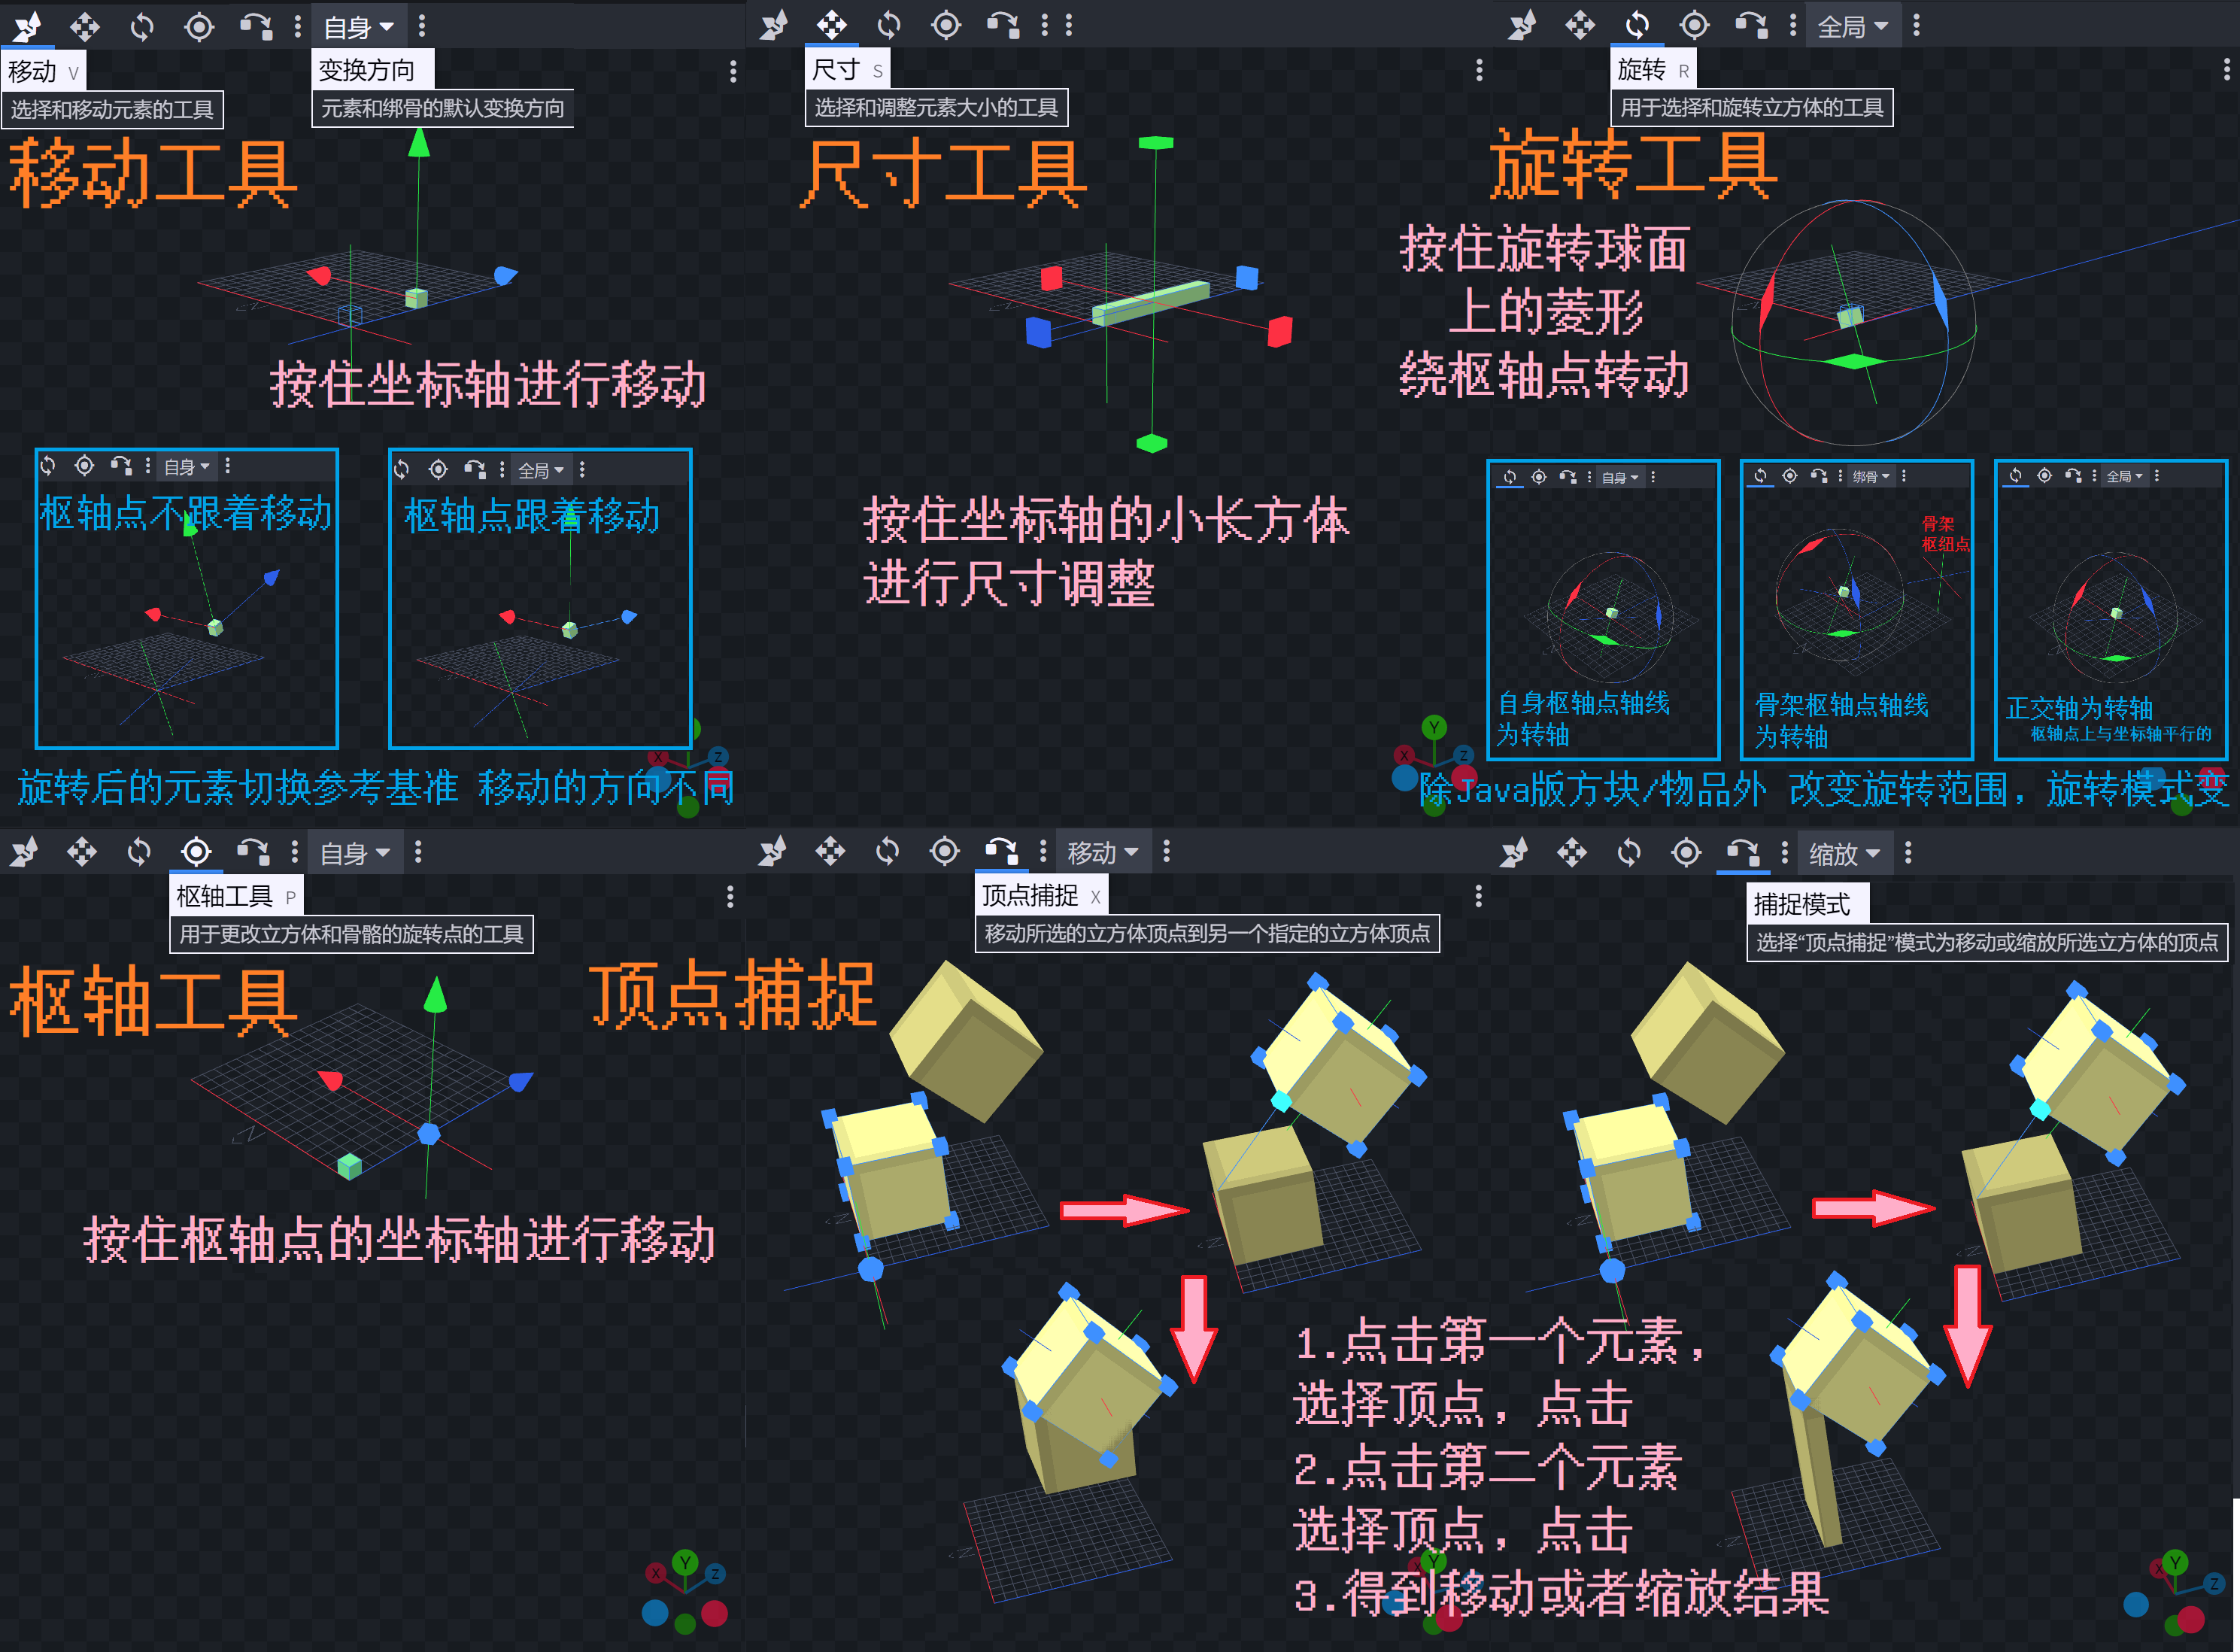 自身
移动 V
选择和移动元素的工具
变换方向
元素和绑骨的默认变换方向
移动工具
按住坐标轴进行移动
自身
枢轴点不跟着移动
全局
枢轴点跟着移动
旋转后的元素切换参考基准 移动的方向不同
X
Z
尺寸 S
选择和调整元素大小的工具
尺寸工具
按住坐标轴的小长方体
进行尺寸调整
Y
X
Z
全局
旋转 R
用于选择和旋转立方体的工具
旋转工具
按住旋转球面
上的菱形
绕枢轴点转动
自身
自身枢轴点轴线
为转轴
绑骨
骨架
枢纽点
骨架枢轴点轴线
为转轴
全局
正交轴为转轴
枢轴点上与坐标轴平行的
除Java版方块/物品外 改变旋转范围，旋转模式变
自身
枢轴工具 P
用于更改立方体和骨骼的旋转点的工具
枢轴工具
按住枢轴点的坐标轴进行移动
Y
X
Z
移动
顶点捕捉 X
移动所选的立方体顶点到另一个指定的立方体顶点
顶点捕捉
缩放
捕捉模式
选择“顶点捕捉”模式为移动或缩放所选立方体的顶点
1.点击第一个元素，
选择顶点，点击
2.点击第二个元素
选择顶点，点击
3.得到移动或者缩放结果
Y
Y
X
Z